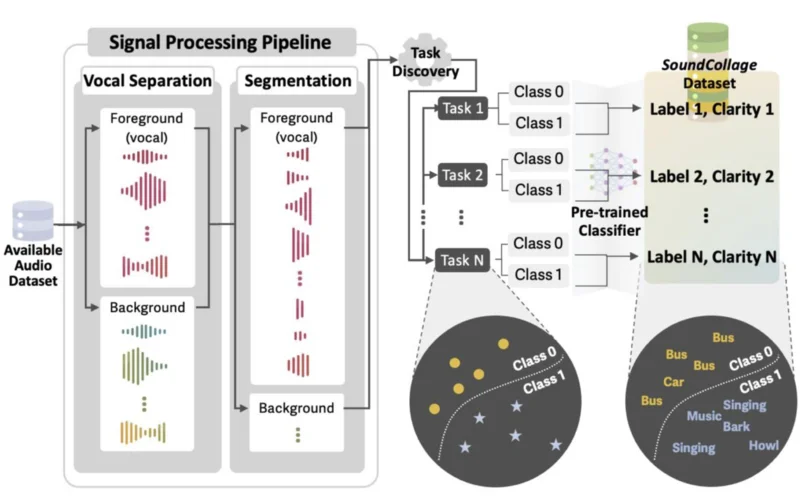 Signal Processing Pipeline
Vocal Separation
Foreground
(vocal)
Background
Segmentation
Foreground
(vocal)
Background
Available
Audio
Dataset
Task
Discovery
Task 1
Class 0
Class 1
Task 2
Class 0
Class 1
Task N
Class 0
Class 1
Pre-trained
Classifier
SoundCollage
Dataset
Label 1, Clarity 1
Label 2, Clarity 2
Label N, Clarity N
Class 0
Class 1
Bus
Bus
Bus
Car
Bus
Class 0
Class 1
Singing
Music
Bark
Singing
Howl